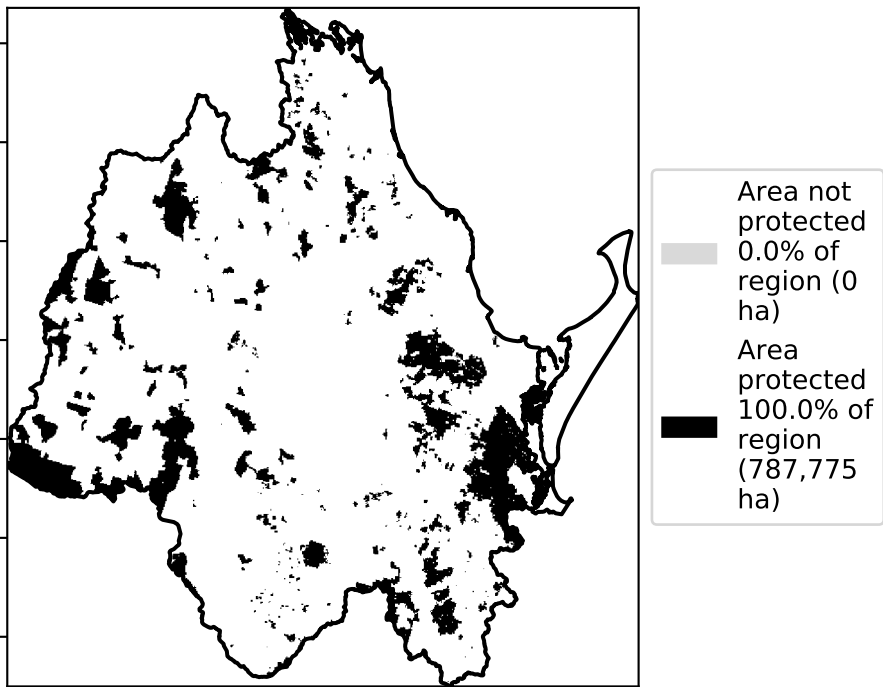 Area not
protected
0.0% of
region (0
ha)
Area
protected
100.0% of
region
(787,775
ha)